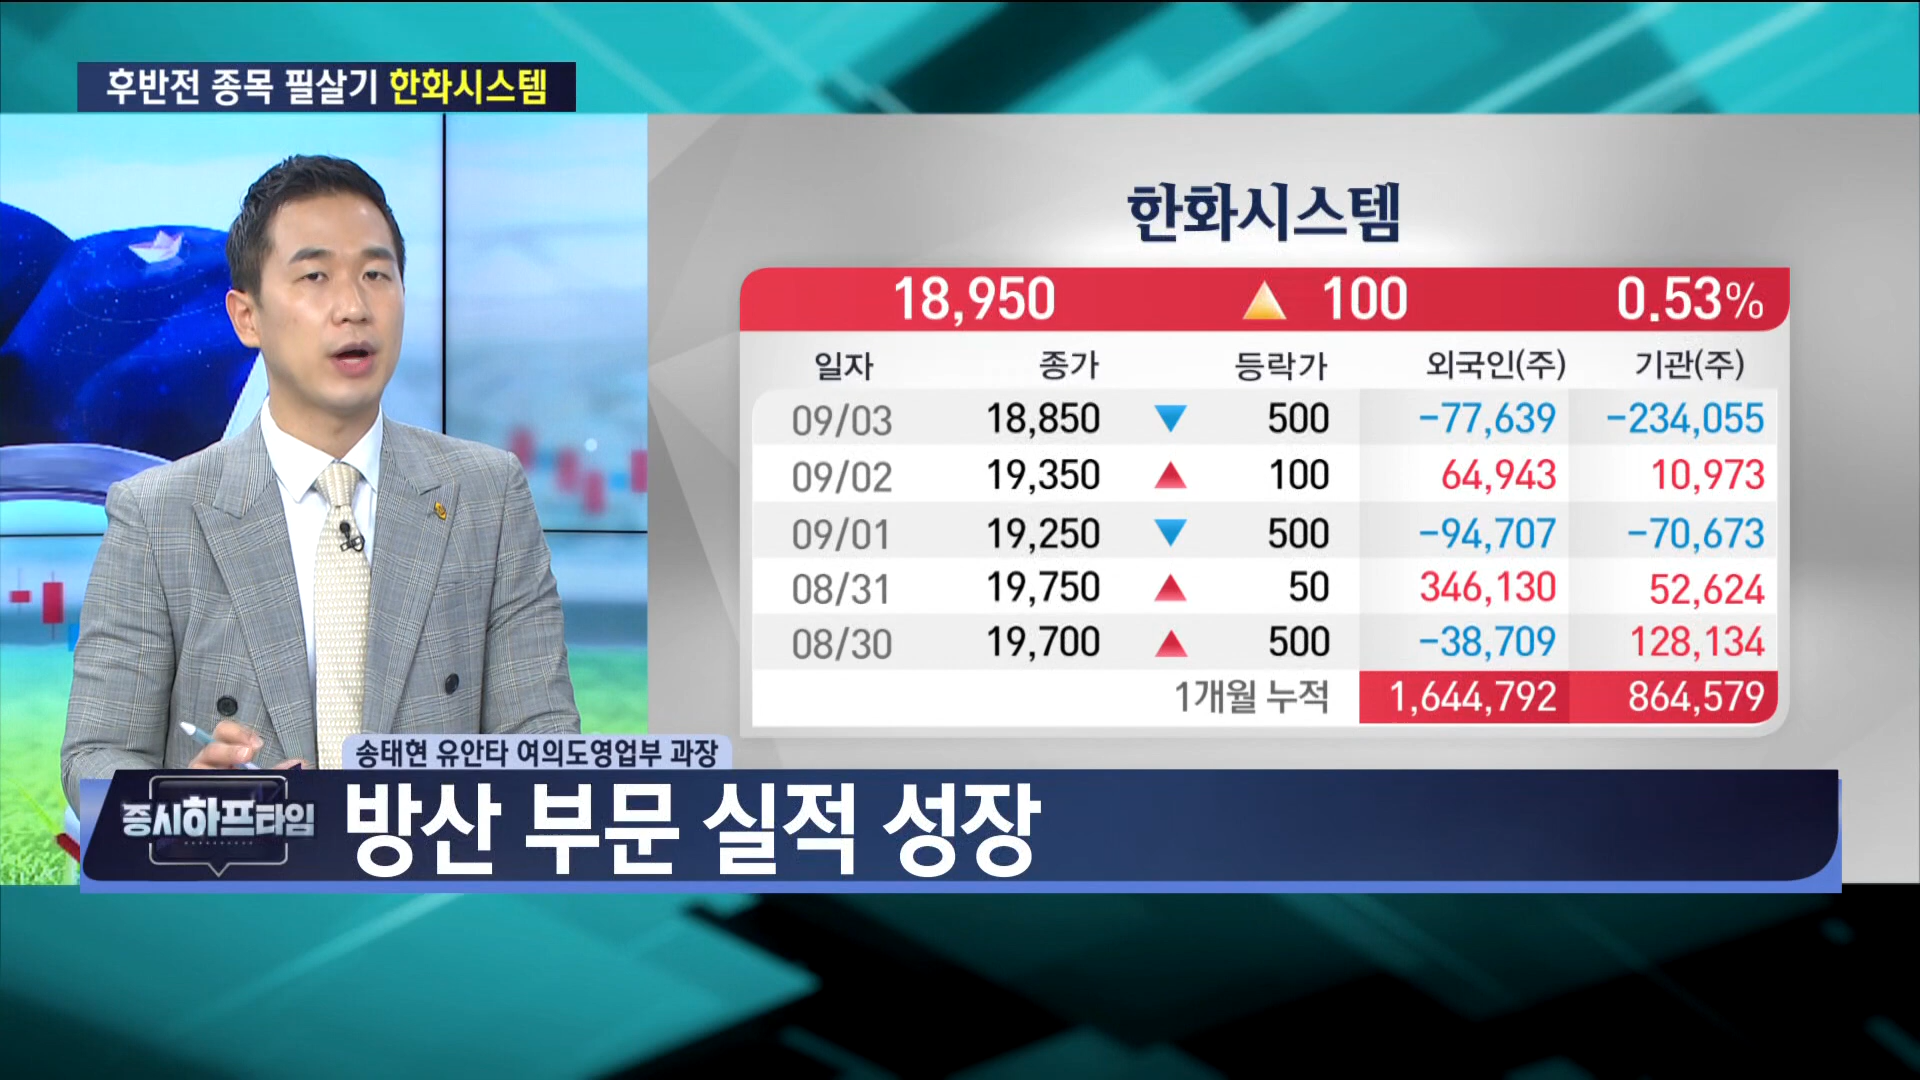 후반전 종목 필살기 한화시스템
한화시스템
18,950 ▲ 100 0.53%
일자 종가 등락가 외국인(주) 기관(주)
09/03 18,850 ▼ 500 -77,639 -234,055
09/02 19,350 ▲ 100 64,943 10,973
09/01 19,250 ▼ 500 -94,707 -70,673
08/31 19,750 ▲ 50 346,130 52,624
08/30 19,700 ▲ 500 -38,709 128,134
1개월 누적 1,644,792 864,579
송태현 유안타 여의도영업부 과장
증시하프타임
방산 부문 실적 성장